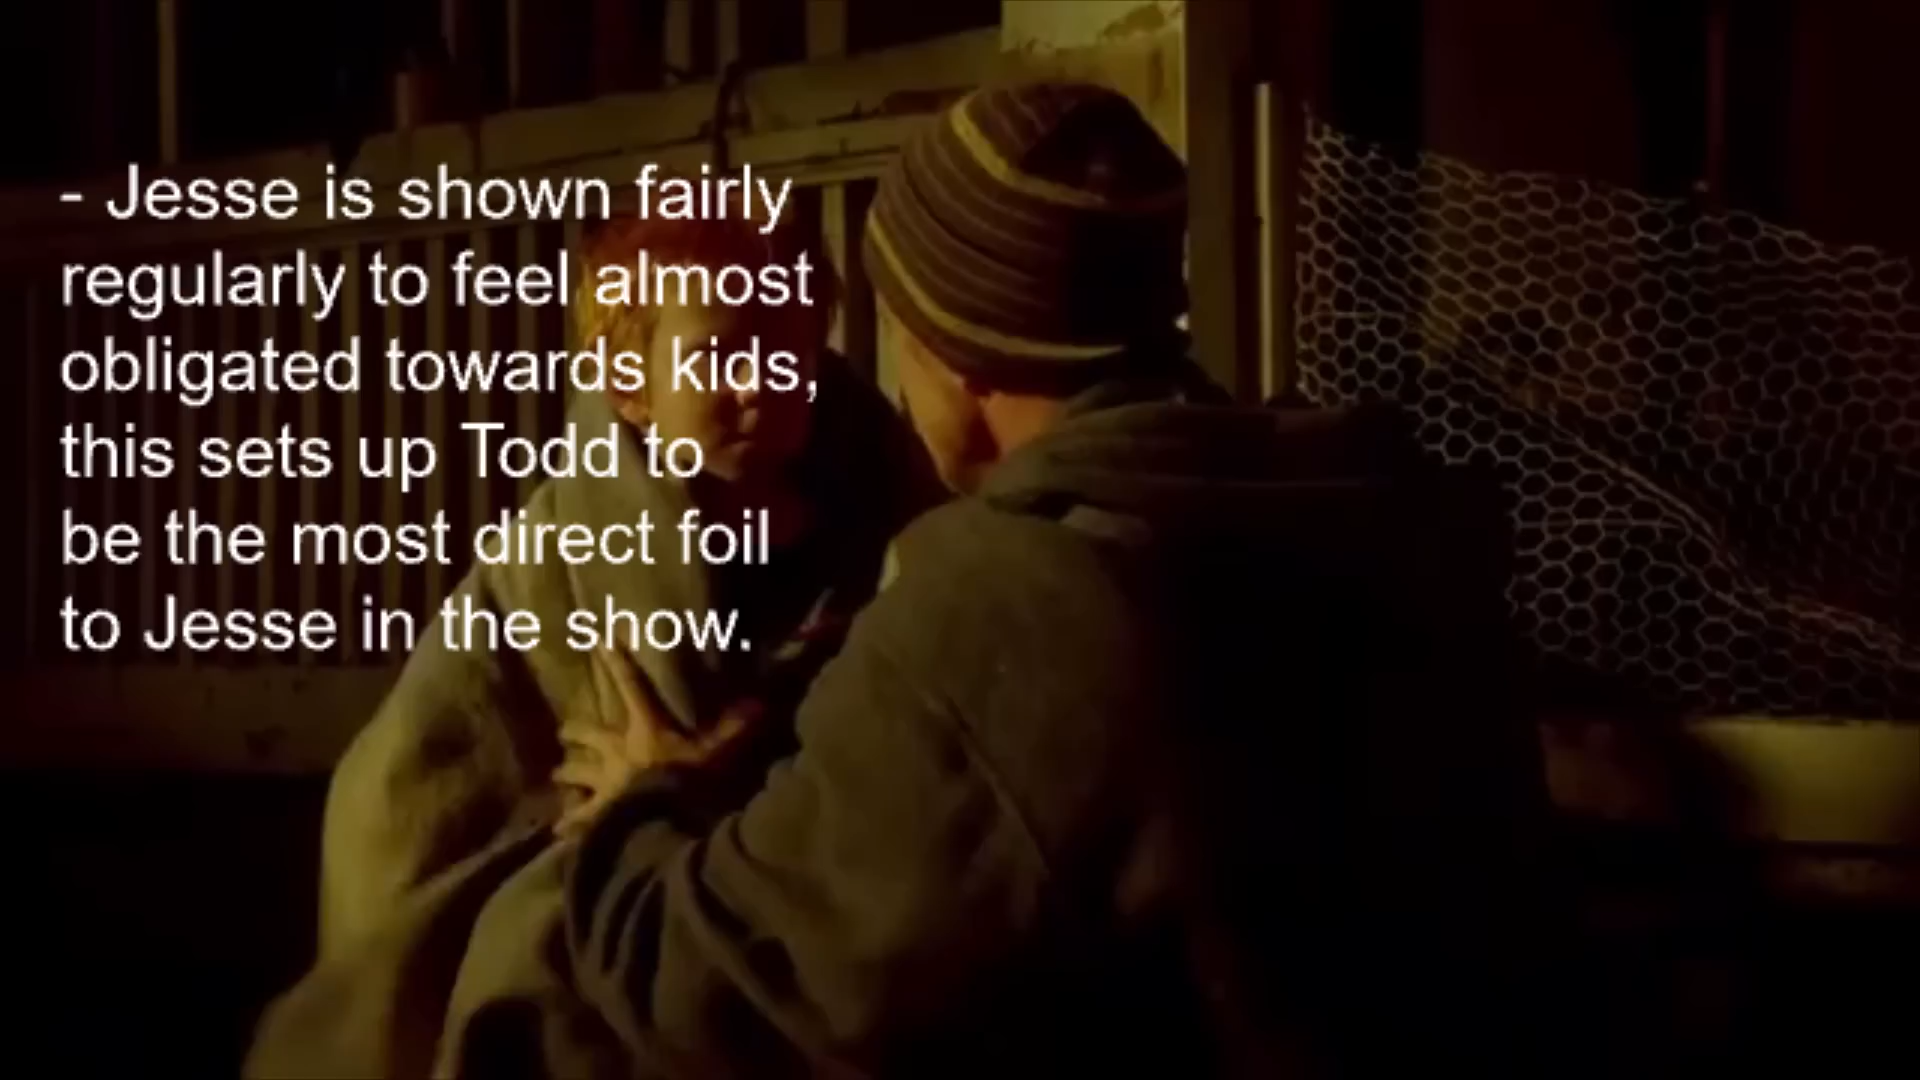 - Jesse is shown fairly
regularly to feel almost
obligated towards kids,
this sets up Todd to
be the most direct foil
to Jesse in the show.